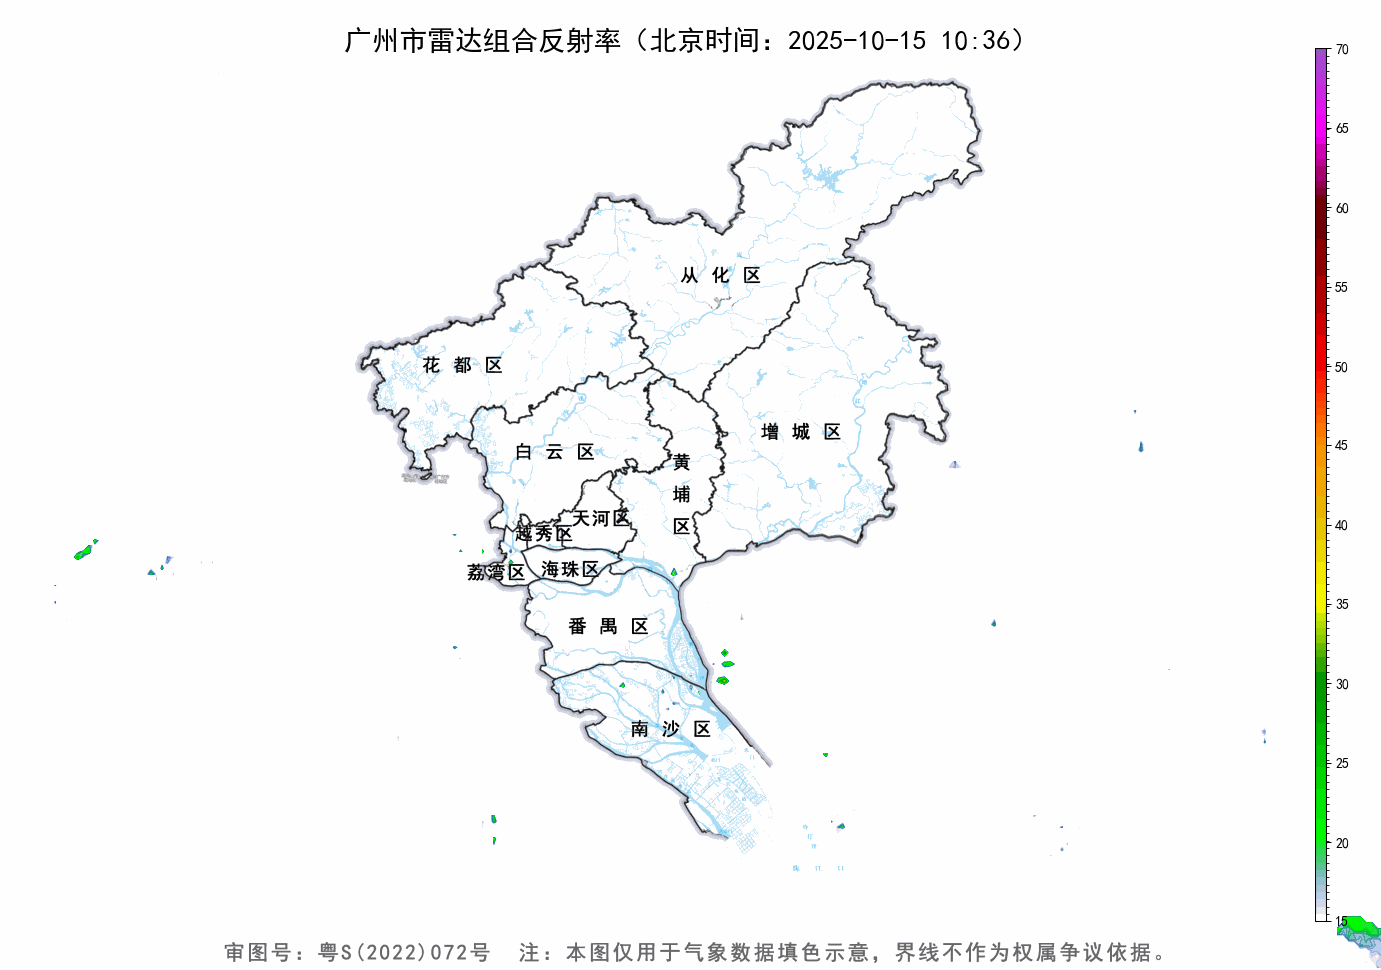 广州市雷达组合反射率（北京时间：2025-10-15 10:36）
70
65
60
55
50
45
40
35
30
25
20
15
从 化 区
花 都 区
增 城 区
白 云 区
黄
埔
区
天河区
越秀区
荔湾区
海珠区
番 禺 区
南 沙 区
审图号：粤S(2022)072号 注：本图仅用于气象数据填色示意，界线不作为权属争议依据。